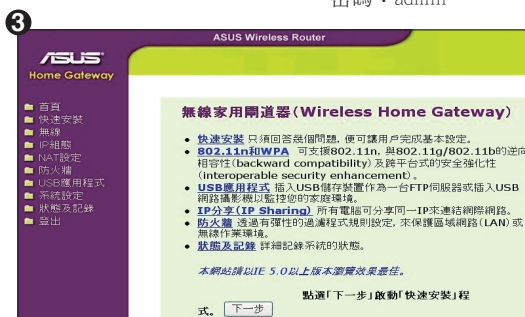 密碼：admin
3
ASUS Wireless Router
ASUS
Home Gateway
首頁
快速安裝
無線
IP組態
NAT設定
防火牆
USB應用程式
系統設定
狀態及記錄
登出
無線家用閘道器(Wireless Home Gateway)
快速安裝 只須回答幾個問題, 便可讓用戶完成基本設定。
802.11n和WPA 可支援802.11n, 與802.11g/802.11b的逆向
相容性(backward compatibility)及跨平台式的安全強化性
(interoperable security enhancement)。
USB應用程式 插入USB儲存裝置作為一台FTP伺服器或插入USB
網路攝影機以監控您的家庭環境。
IP分享(IP Sharing) 所有電腦可分享同一IP來連結網際網路。
防火牆 透過有彈性的過濾程式規則設定, 來保護區域網路(LAN)或
無線作業環境。
狀態及記錄 詳細記錄系統的狀態。
本網站請以IE 5.0以上版本瀏覽效果最佳。
點選「下一步」啟動「快速安裝」程
式。 下一步